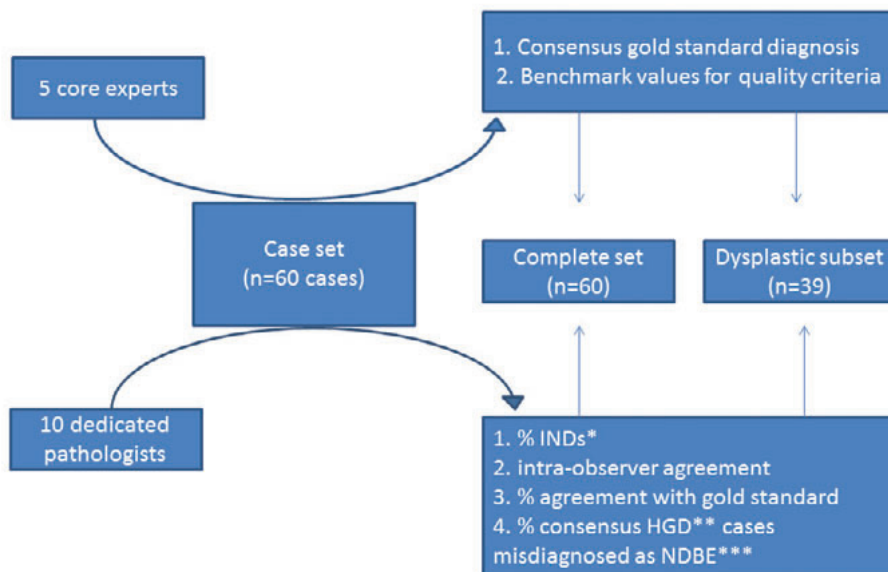 5 core experts
1. Consensus gold standard diagnosis
2. Benchmark values for quality criteria
Case set
(n=60 cases)
Complete set
(n=60)
Dysplastic subset
(n=39)
10 dedicated
pathologists
1. % INDs*
2. intra-observer agreement
3. % agreement with gold standard
4. % consensus HGD** cases
misdiagnosed as NDBE***